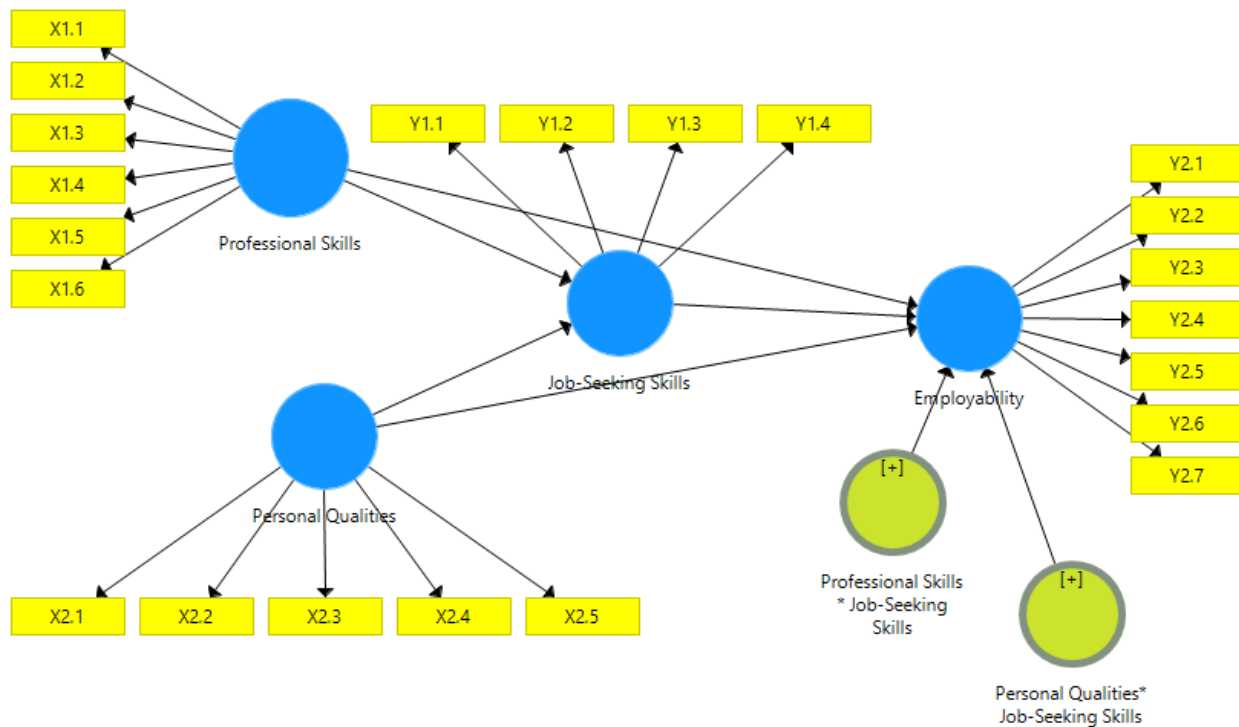 X1.1
X1.2
X1.3
X1.4
X1.5
X1.6
Professional Skills
Y1.1
Y1.2
Y1.3
Y1.4
Job-Seeking Skills
Y2.1
Y2.2
Y2.3
Y2.4
Y2.5
Y2.6
Y2.7
Employability
Personal Qualities
X2.1
X2.2
X2.3
X2.4
X2.5
[+]
Professional Skills
* Job-Seeking
Skills
[+]
Personal Qualities*
Job-Seeking Skills